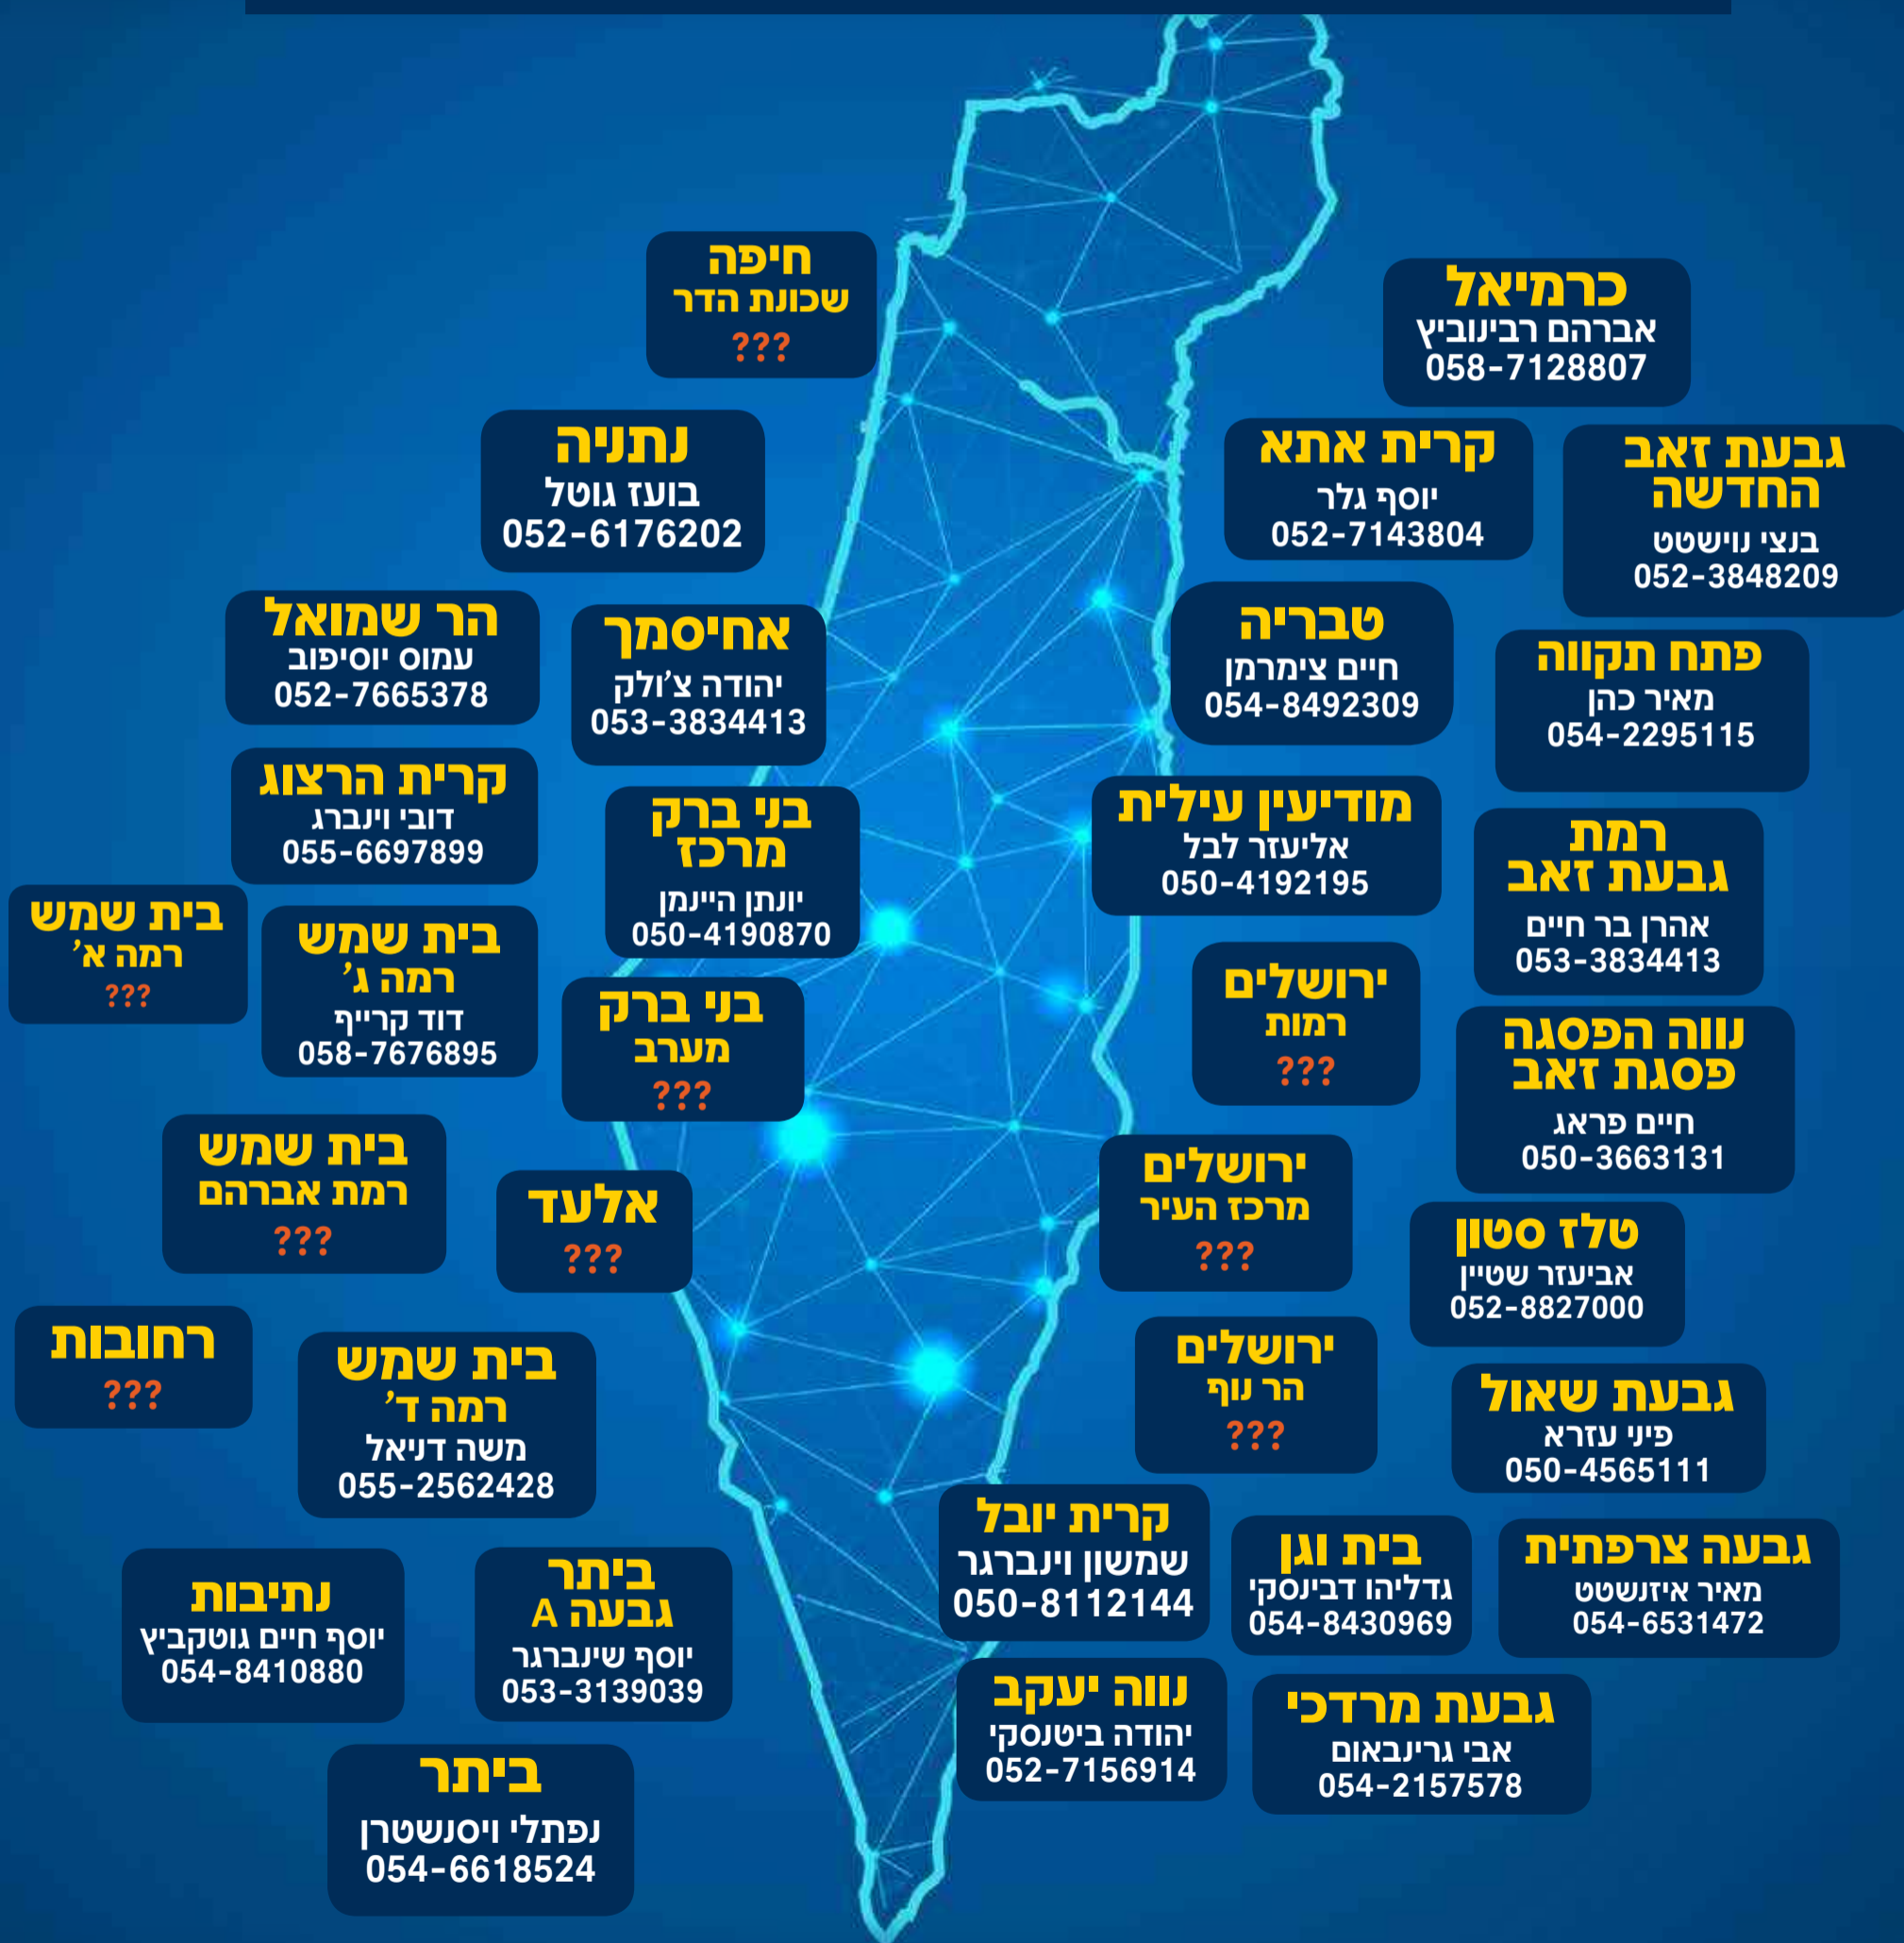 חיפה
שכונת הדר
???
כרמיאל
אברהם רבינוביץ
058-7128807
נתניה
בועז גוטל
052-6176202
קרית אתא
יוסף גלר
052-7143804
גבעת זאב
החדשה
בנצי נוישטט
052-3848209
הר שמואל
עמוס יוסיפוב
052-7665378
אחיסמך
יהודה צ'ולק
053-3834413
טבריה
חיים צימרמן
054-8492309
פתח תקווה
מאיר כהן
054-2295115
קרית הרצוג
דובי וינברג
055-6697899
בני ברק
מרכז
יונתן היינמן
050-4190870
מודיעין עילית
אליעזר לבל
050-4192195
רמת
גבעת זאב
אהרן בר חיים
053-3834413
בית שמש
רמה א'
???
בית שמש
רמה ג'
דוד קרייף
058-7676895
בני ברק
מערב
???
ירושלים
רמות
???
נווה הפסגה
פסגת זאב
חיים פראג
050-3663131
בית שמש
רמת אברהם
???
אלעד
???
ירושלים
מרכז העיר
???
טלז סטון
אביעזר שטיין
052-8827000
רחובות
???
בית שמש
רמה ד'
משה דניאל
055-2562428
ירושלים
הר נוף
???
גבעת שאול
פיני עזרא
050-4565111
קרית יובל
שמשון וינברגר
050-8112144
בית וגן
גדליהו דבינסקי
054-8430969
גבעה צרפתית
מאיר איזנשטט
054-6531472
נתיבות
יוסף חיים גוטקביץ
054-8410880
ביתר
גבעה A
יוסף שינברגר
053-3139039
נווה יעקב
יהודה ביטנסקי
052-7156914
גבעת מרדכי
אבי גרינבאום
054-2157578
ביתר
נפתלי ויסנשטרן
054-6618524